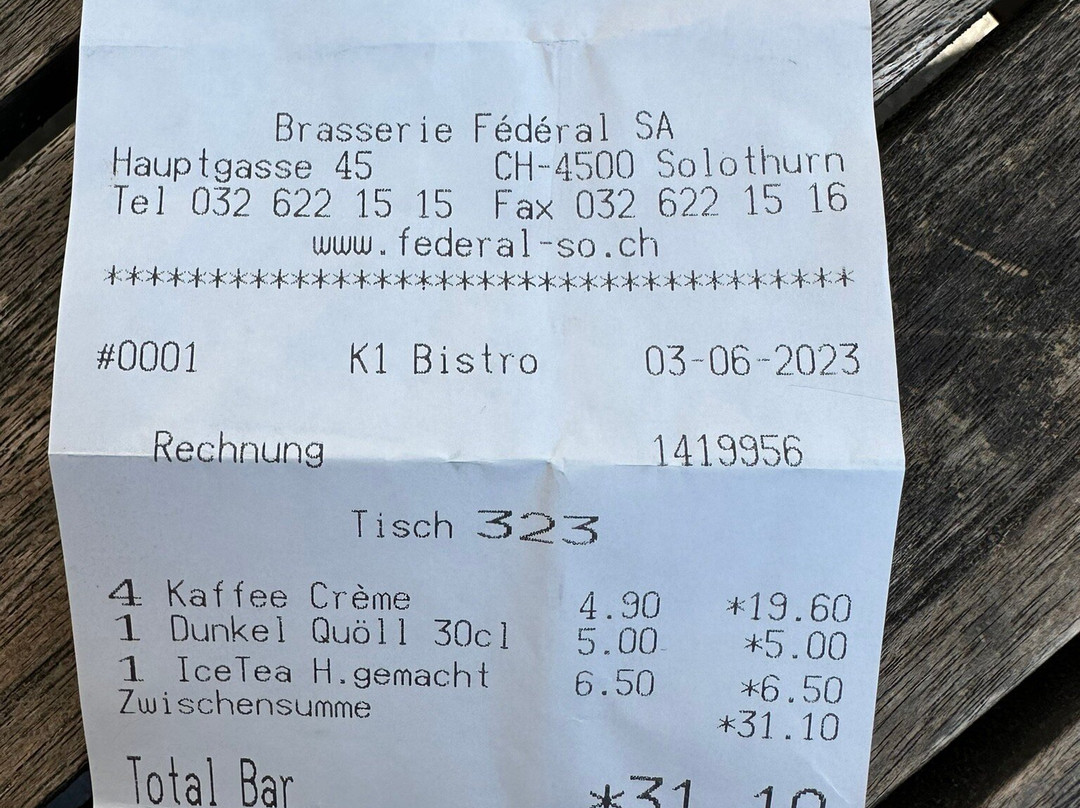 Brasserie Fédéral SA
Hauptgasse 45 CH-4500 Solothurn
Tel 032 622 15 15 Fax 032 622 15 16
www.federal-so.ch
***********************************
#0001 K1 Bistro 03-06-2023
Rechnung 1419956
Tisch 323
4 Kaffee Crème 4.90 *19.60
1 Dunkel Quöll 30cl 5.00 *5.00
1 IceTea H.gemacht 6.50 *6.50
Zwischensumme *31.10
Total Bar *31.10